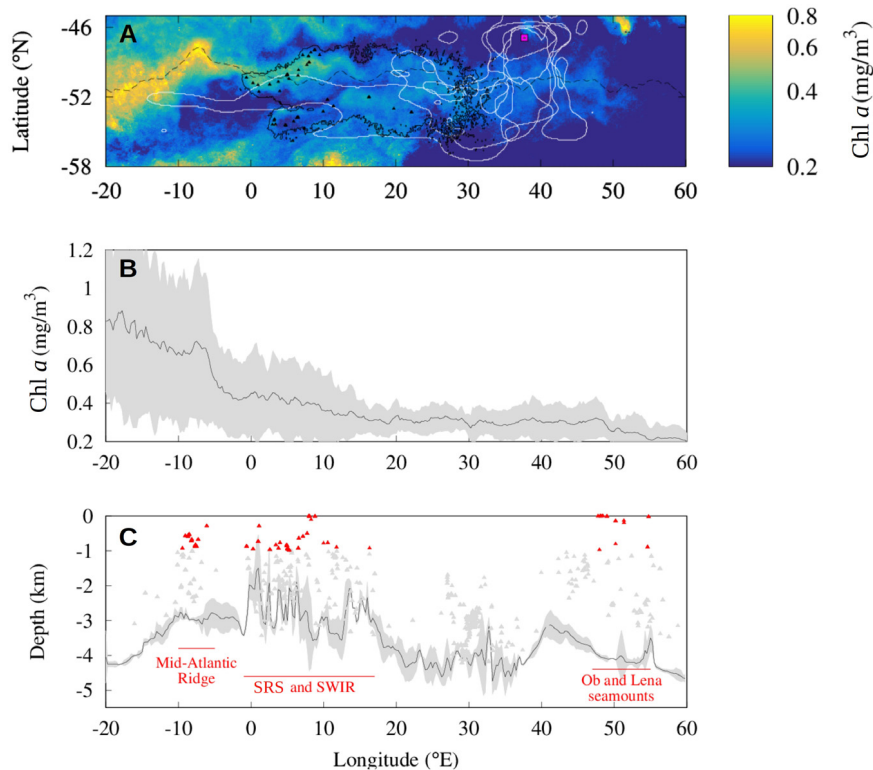 A
-46
-52
-58
Latitude (°N)
-20 -10 0 10 20 30 40 50 60
0.8
0.6
0.4
0.2
Chl a (mg/m³)
B
1.2
1
0.8
0.6
0.4
0.2
Chl a (mg/m³)
-20 -10 0 10 20 30 40 50 60
C
0
-1
-2
-3
-4
-5
Depth (km)
Mid-Atlantic
Ridge
SRS and SWIR
Ob and Lena
seamounts
-20 -10 0 10 20 30 40 50 60
Longitude (°E)